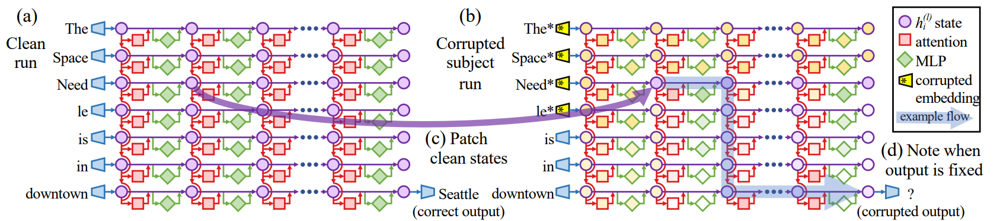 (a)
Clean
run
The
Space
Need
le
is
in
downtown
Seattle
(correct output)
(b)
Corrupted
subject
run
The*
Space*
Need*
le*
is
in
downtown
(c) Patch
clean states
(d) Note when
output is fixed
?
(corrupted output)
h_i^(l) state
attention
MLP
* corrupted
embedding
example flow